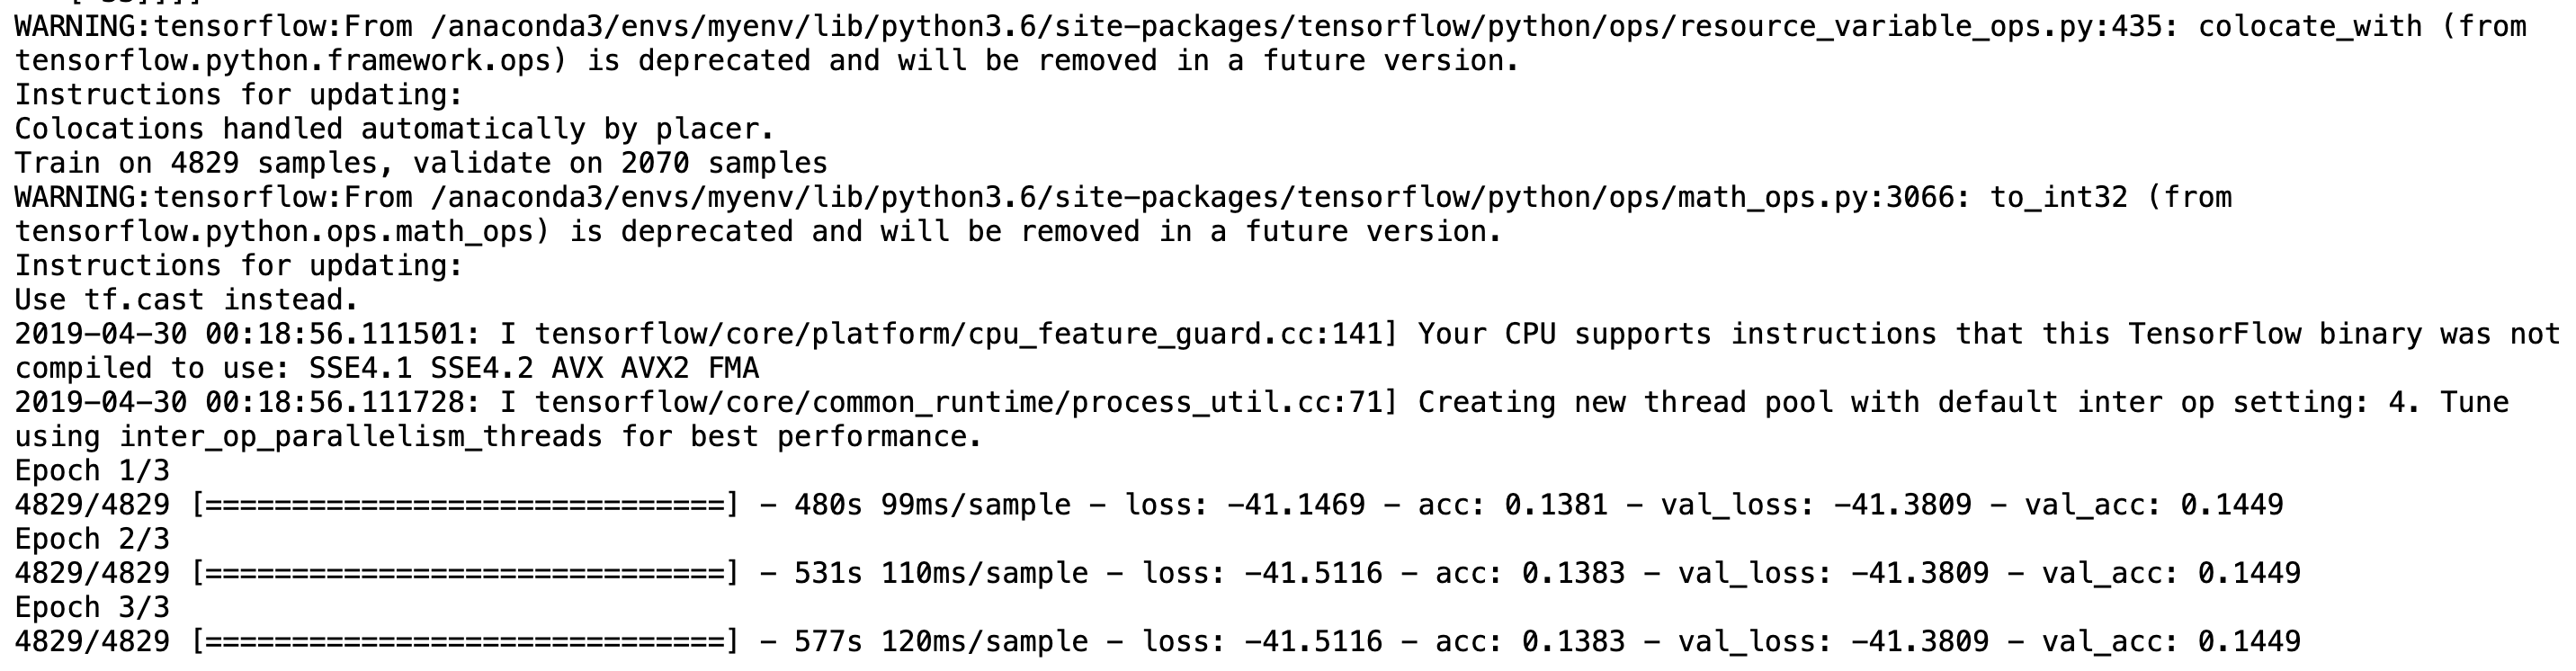 WARNING:tensorflow:From /anaconda3/envs/myenv/lib/python3.6/site-packages/tensorflow/python/ops/resource_variable_ops.py:435: colocate_with (from
tensorflow.python.framework.ops) is deprecated and will be removed in a future version.
Instructions for updating:
Colocations handled automatically by placer.
Train on 4829 samples, validate on 2070 samples
WARNING:tensorflow:From /anaconda3/envs/myenv/lib/python3.6/site-packages/tensorflow/python/ops/math_ops.py:3066: to_int32 (from
tensorflow.python.ops.math_ops) is deprecated and will be removed in a future version.
Instructions for updating:
Use tf.cast instead.
2019-04-30 00:18:56.111501: I tensorflow/core/platform/cpu_feature_guard.cc:141] Your CPU supports instructions that this TensorFlow binary was not
compiled to use: SSE4.1 SSE4.2 AVX AVX2 FMA
2019-04-30 00:18:56.111728: I tensorflow/core/common_runtime/process_util.cc:71] Creating new thread pool with default inter op setting: 4. Tune
using inter_op_parallelism_threads for best performance.
Epoch 1/3
4829/4829 [==============================] - 480s 99ms/sample - loss: -41.1469 - acc: 0.1381 - val_loss: -41.3809 - val_acc: 0.1449
Epoch 2/3
4829/4829 [==============================] - 531s 110ms/sample - loss: -41.5116 - acc: 0.1383 - val_loss: -41.3809 - val_acc: 0.1449
Epoch 3/3
4829/4829 [==============================] - 577s 120ms/sample - loss: -41.5116 - acc: 0.1383 - val_loss: -41.3809 - val_acc: 0.1449